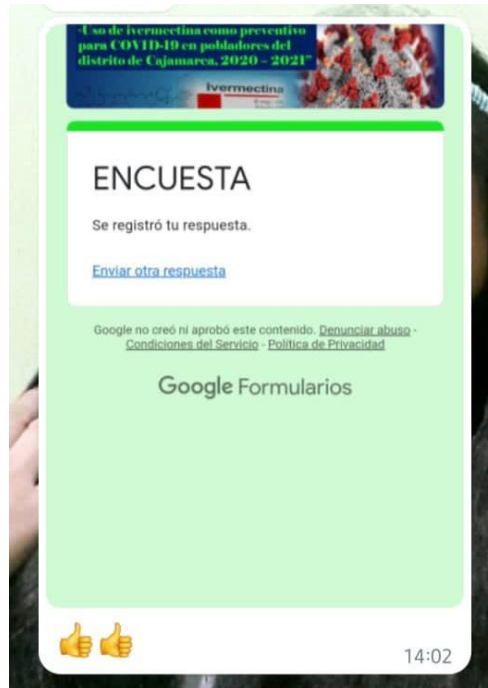 -Uso de ivermectina como preventivo
para COVID-19 en pobladores del
distrito de Cajamarca, 2020 – 2021"
Ivermectina
ENCUESTA
Se registró tu respuesta.
Enviar otra respuesta
Google no creó ni aprobó este contenido. Denunciar abuso -
Condiciones del Servicio - Política de Privacidad
Google Formularios
14:02